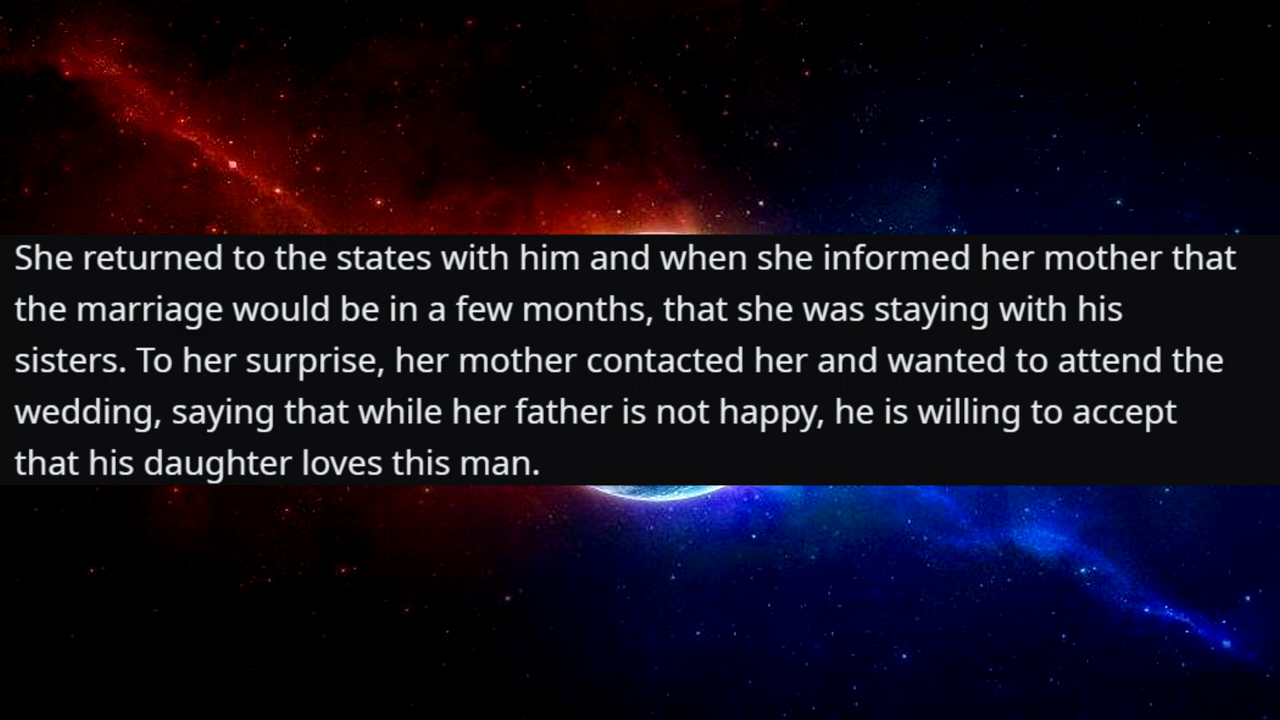 She returned to the states with him and when she informed her mother that
the marriage would be in a few months, that she was staying with his
sisters. To her surprise, her mother contacted her and wanted to attend the
wedding, saying that while her father is not happy, he is willing to accept
that his daughter loves this man.